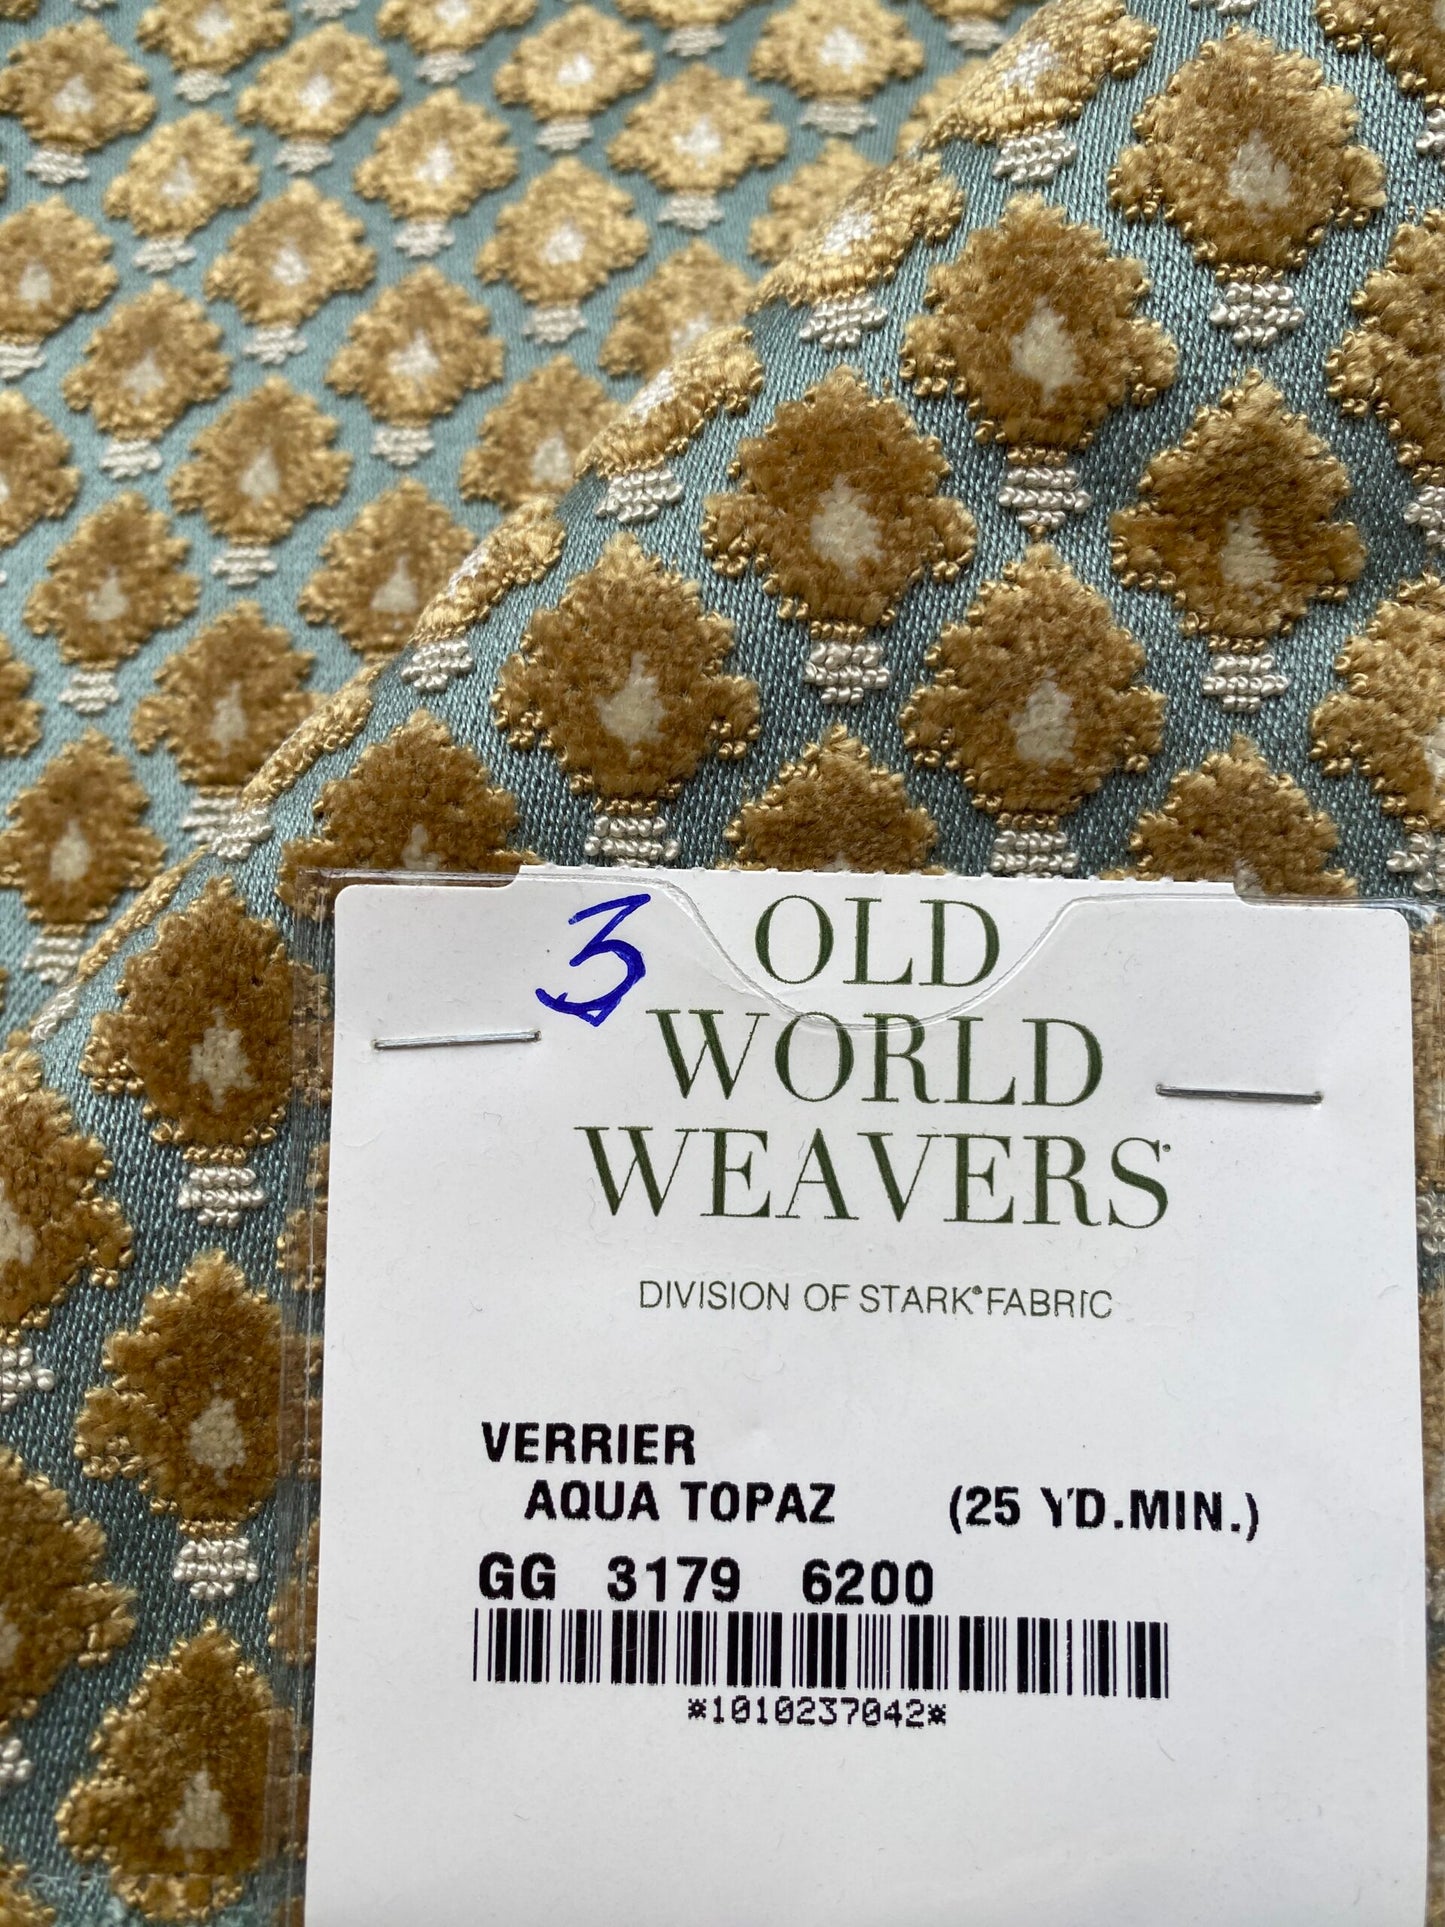 3
OLD
WORLD
WEAVERS
DIVISION OF STARK® FABRIC
VERRIER
AQUA TOPAZ (25 YD.MIN.)
GG 3179 6200
*1010237042*